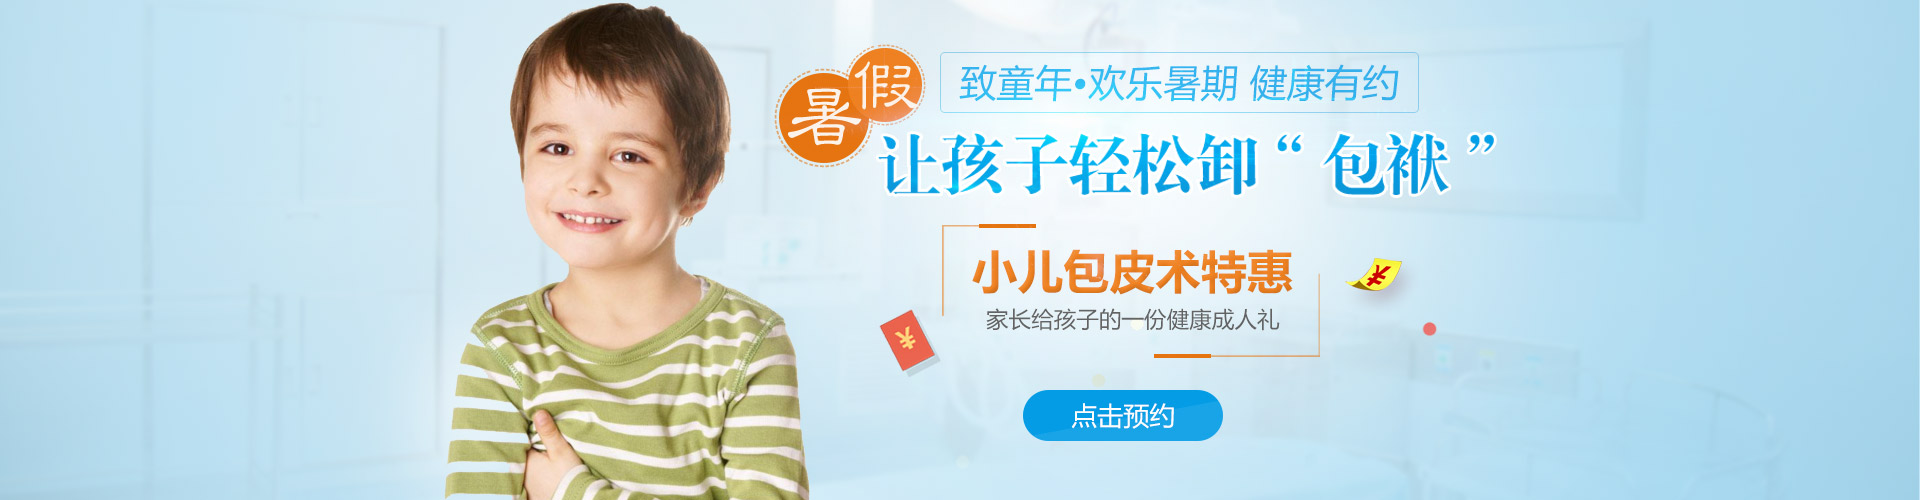 暑假
致童年•欢乐暑期 健康有约
让孩子轻松卸“包袱”
小儿包皮术特惠
家长给孩子的一份健康成人礼
¥
¥
点击预约